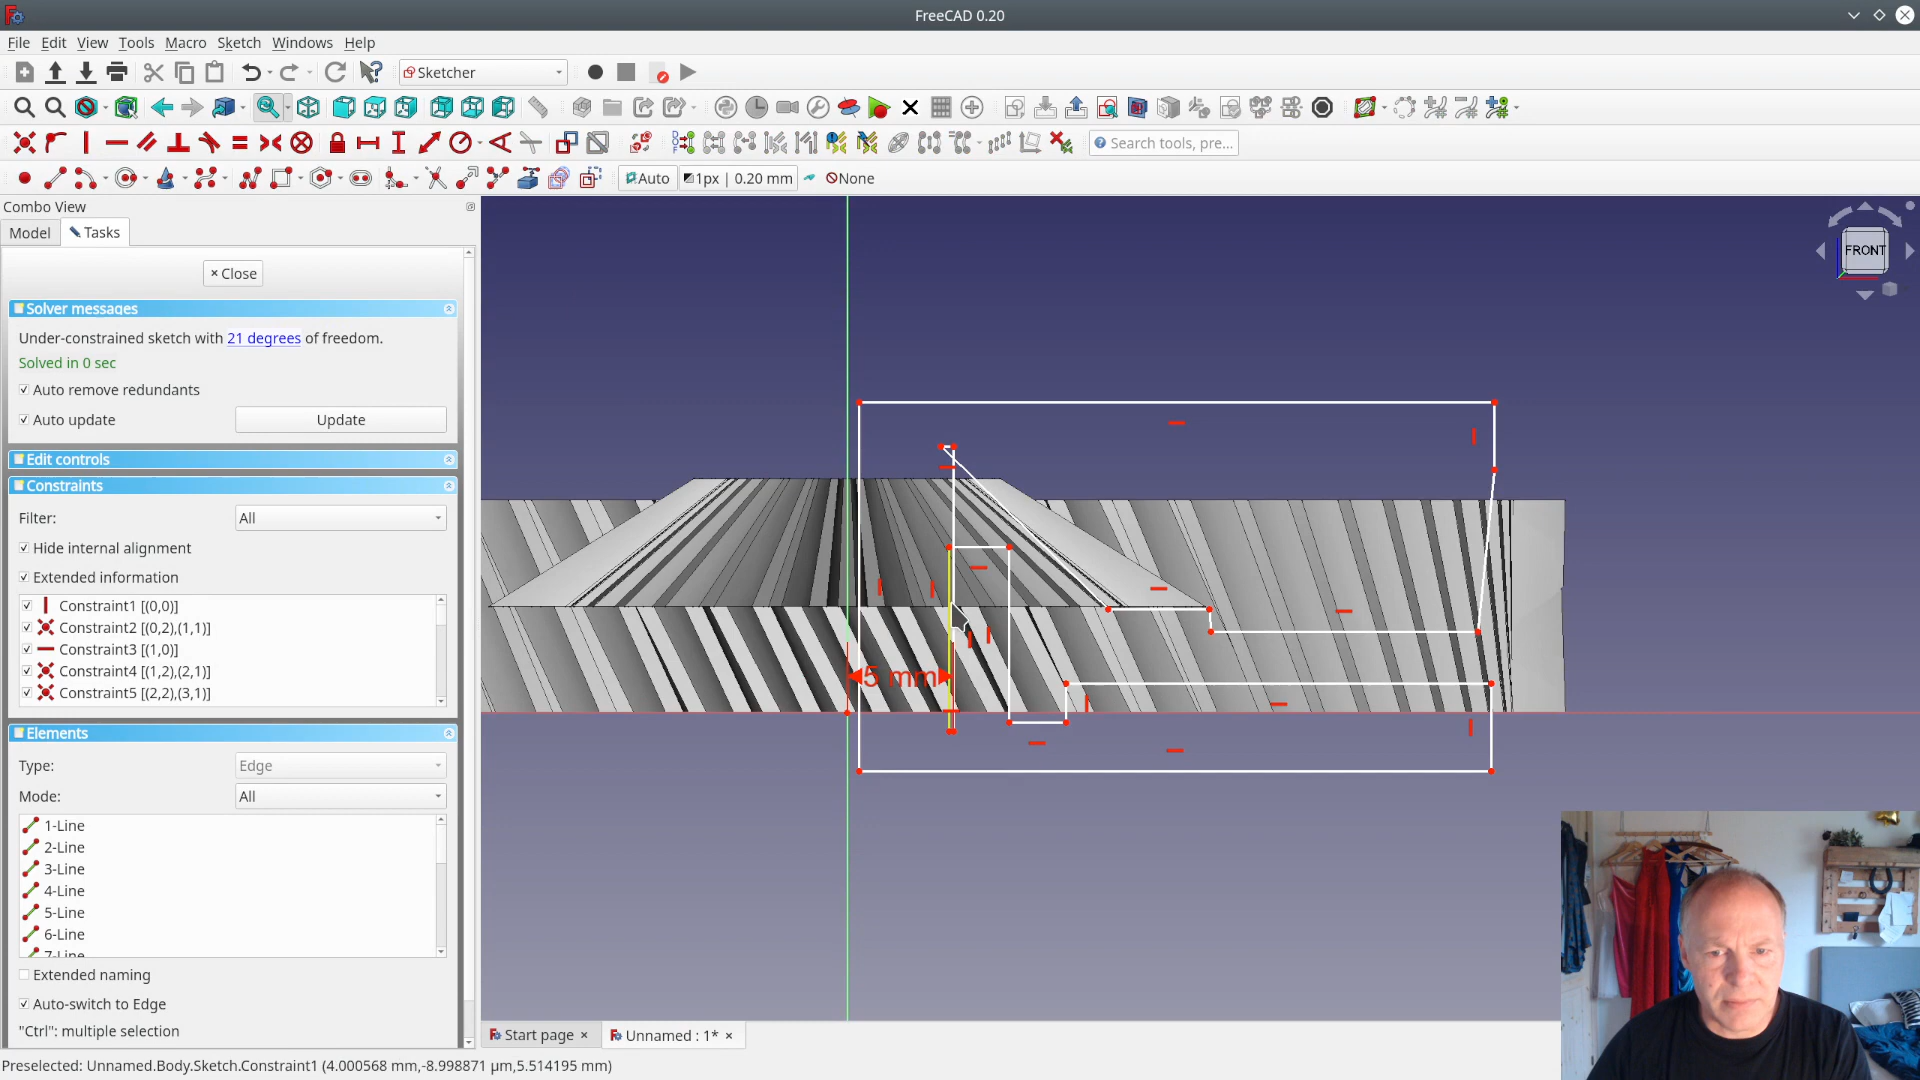 FreeCAD 0.20
File Edit View Tools Macro Sketch Windows Help
Sketcher
Search tools, pre...
Auto 1px | 0.20 mm None
Combo View
Model Tasks
Close
Solver messages
Under-constrained sketch with 21 degrees of freedom.
Solved in 0 sec
Auto remove redundants
Auto update Update
Edit controls
Constraints
Filter: All
Hide internal alignment
Extended information
Constraint1 [(0,0)]
Constraint2 [(0,2),(1,1)]
Constraint3 [(1,0)]
Constraint4 [(1,2),(2,1)]
Constraint5 [(2,2),(3,1)]
Elements
Type: Edge
Mode: All
1-Line
2-Line
3-Line
4-Line
5-Line
6-Line
7-Line
Extended naming
Auto-switch to Edge
"Ctrl": multiple selection
FRONT
5 mm
Start page Unnamed : 1*
Preselected: Unnamed.Body.Sketch.Constraint1 (4.000568 mm,-8.998871 µm,5.514195 mm)